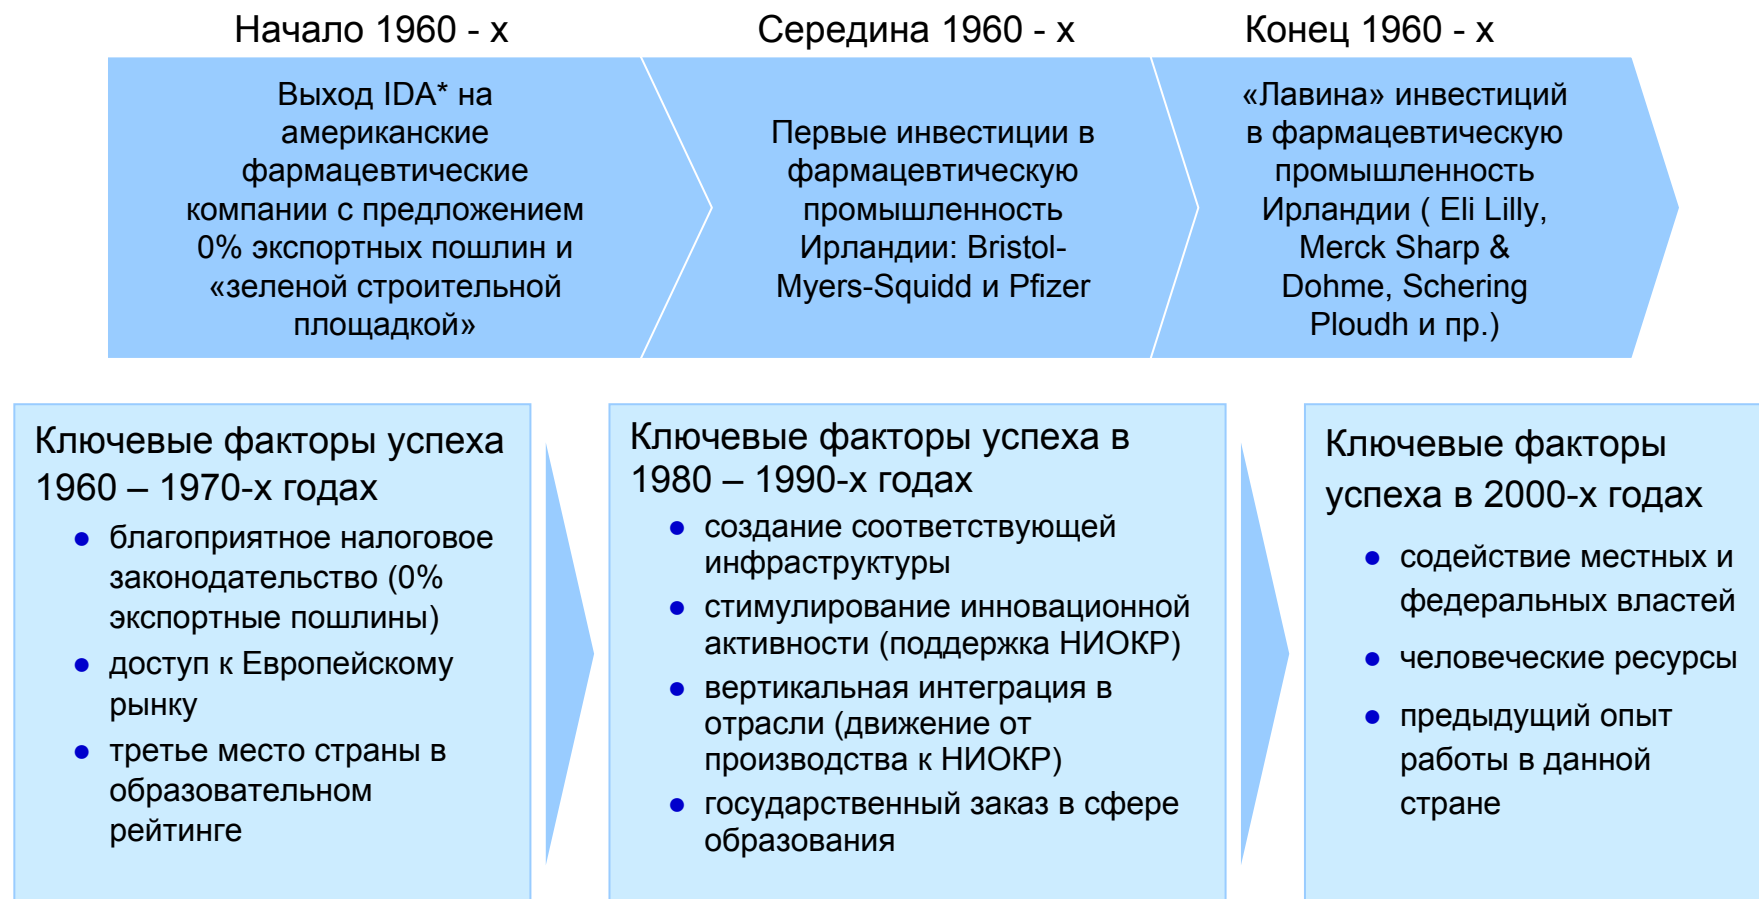 Начало 1960 - х
Середина 1960 - х
Конец 1960 - х
Выход IDA* на
американские
фармацевтические
компании с предложением
0% экспортных пошлин и
«зеленой строительной
площадкой»
Первые инвестиции в
фармацевтическую
промышленность
Ирландии: Bristol-
Myers-Squidd и Pfizer
«Лавина» инвестиций
в фармацевтическую
промышленность
Ирландии ( Eli Lilly,
Merck Sharp &
Dohme, Schering
Ploudh и пр.)
Ключевые факторы успеха
1960 – 1970-х годах
● благоприятное налоговое
законодательство (0%
экспортные пошлины)
● доступ к Европейскому
рынку
● третье место страны в
образовательном
рейтинге
Ключевые факторы успеха в
1980 – 1990-х годах
● создание соответствующей
инфраструктуры
● стимулирование инновационной
активности (поддержка НИОКР)
● вертикальная интеграция в
отрасли (движение от
производства к НИОКР)
● государственный заказ в сфере
образования
Ключевые факторы
успеха в 2000-х годах
● содействие местных и
федеральных властей
● человеческие ресурсы
● предыдущий опыт
работы в данной
стране